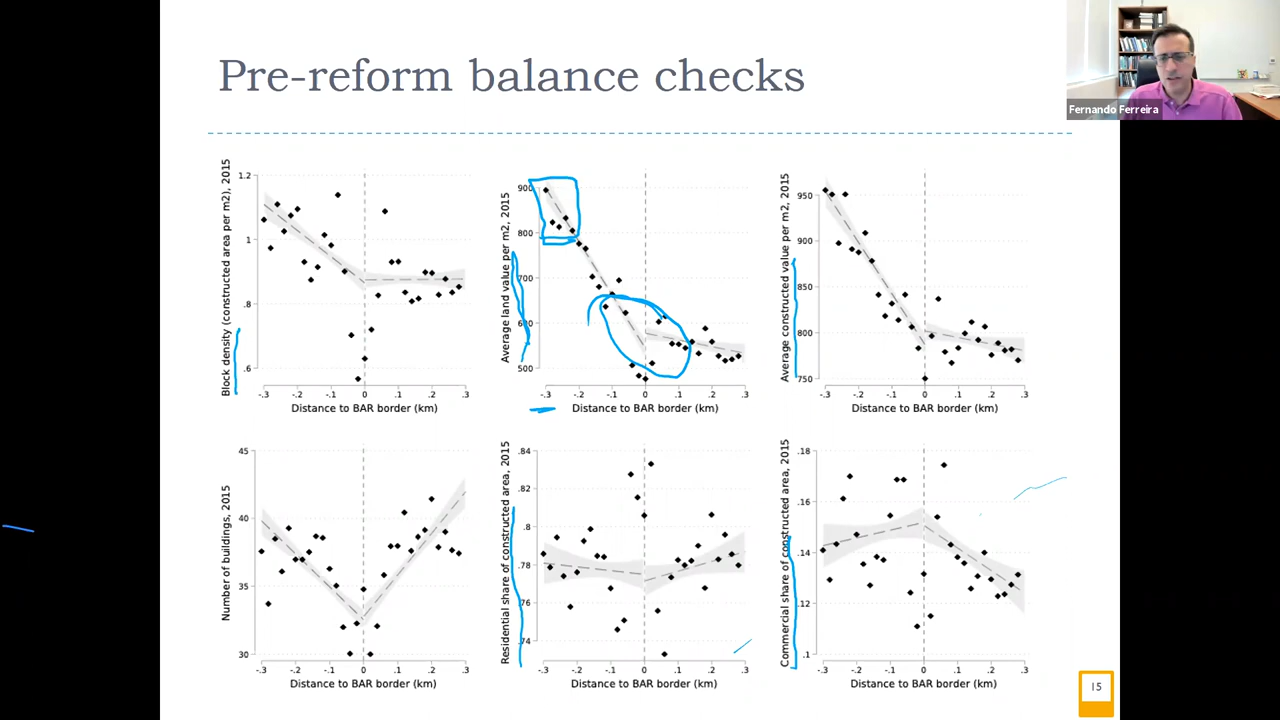 Pre-reform balance checks
Fernando Ferreira
Block density (constructed area per m2), 2015
1.2
1
.8
.6
-.3 -.2 -.1 0 .1 .2 .3
Distance to BAR border (km)
Average land value per m2, 2015
900
800
700
600
500
-.3 -.2 -.1 0 .1 .2 .3
Distance to BAR border (km)
Average constructed value per m2, 2015
950
900
850
800
750
-.3 -.2 -.1 0 .1 .2 .3
Distance to BAR border (km)
Number of buildings, 2015
45
40
35
30
-.3 -.2 -.1 0 .1 .2 .3
Distance to BAR border (km)
Residential share of constructed area, 2015
.84
.82
.8
.78
.76
.74
-.3 -.2 -.1 0 .1 .2 .3
Distance to BAR border (km)
Commercial share of constructed area, 2015
.18
.16
.14
.12
.1
-.3 -.2 -.1 0 .1 .2 .3
Distance to BAR border (km)
15